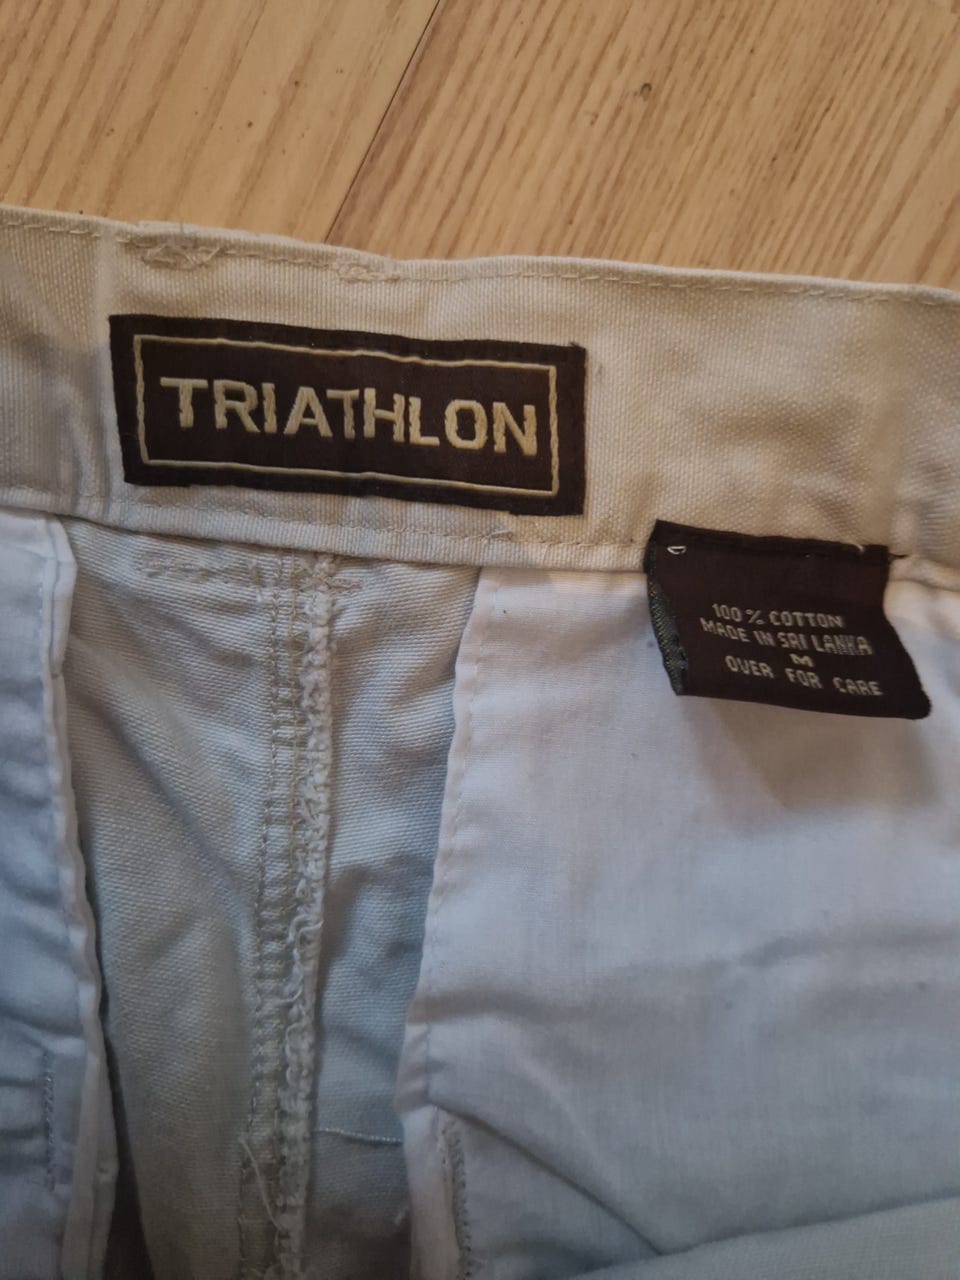 TRIATHLON
100 % COTTON
MADE IN SRI LANKA
M
OVER FOR CARE